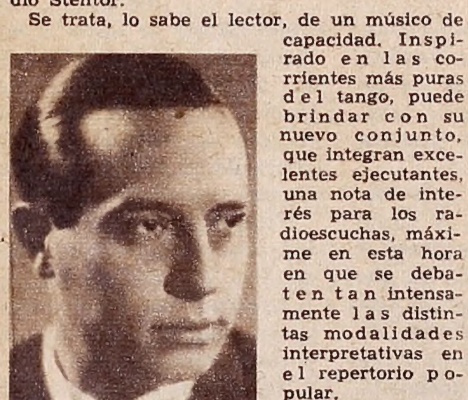 dio Stentor.
Se trata, lo sabe el lector, de un músico de
capacidad. Inspi-
rado en las co-
rrientes más puras
del tango, puede
brindar con su
nuevo conjunto,
que integran exce-
lentes ejecutantes,
una nota de inte-
rés para los ra-
dioescuchas, máxi-
me en esta hora
en que se deba-
ten tan intensa-
mente las distin-
tas modalidades
interpretativas en
el repertorio po-
pular.